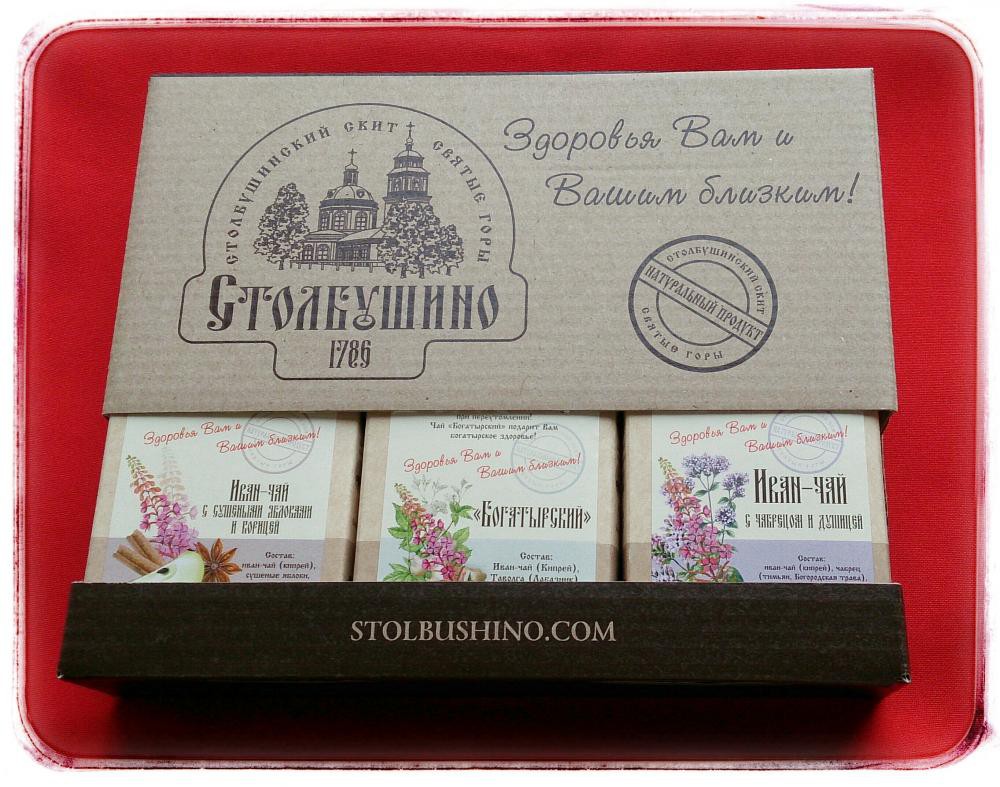 СТОЛБУШИНСКИЙ СКИТ СВЯТЫЕ ГОРЫ
СТОЛБУШИНО
1786
Здоровья Вам и
Вашим близким!
СТОЛБУШИНСКИЙ СКИТ
НАТУРАЛЬНЫЙ ПРОДУКТ
СВЯТЫЕ ГОРЫ
Здоровья Вам и
Вашим близким!
Иван-чай
с сушеными яблоками
и корицей
Состав:
иван-чай (кипрей),
сушеные яблоки,
при переутомлении!
Чай «Богатырский» подарит Вам
богатырское здоровье!
Здоровья Вам и
Вашим близким!
«Богатырский»
Состав:
Иван-чай (Кипрей),
Таволга (Лабазник)
Здоровья Вам и
Вашим близким!
Иван-чай
с чабрецом и душицей
Состав:
иван-чай (кипрей), чабрец
(тимьян, Богородская трава),
STOLBUSHINO.COM